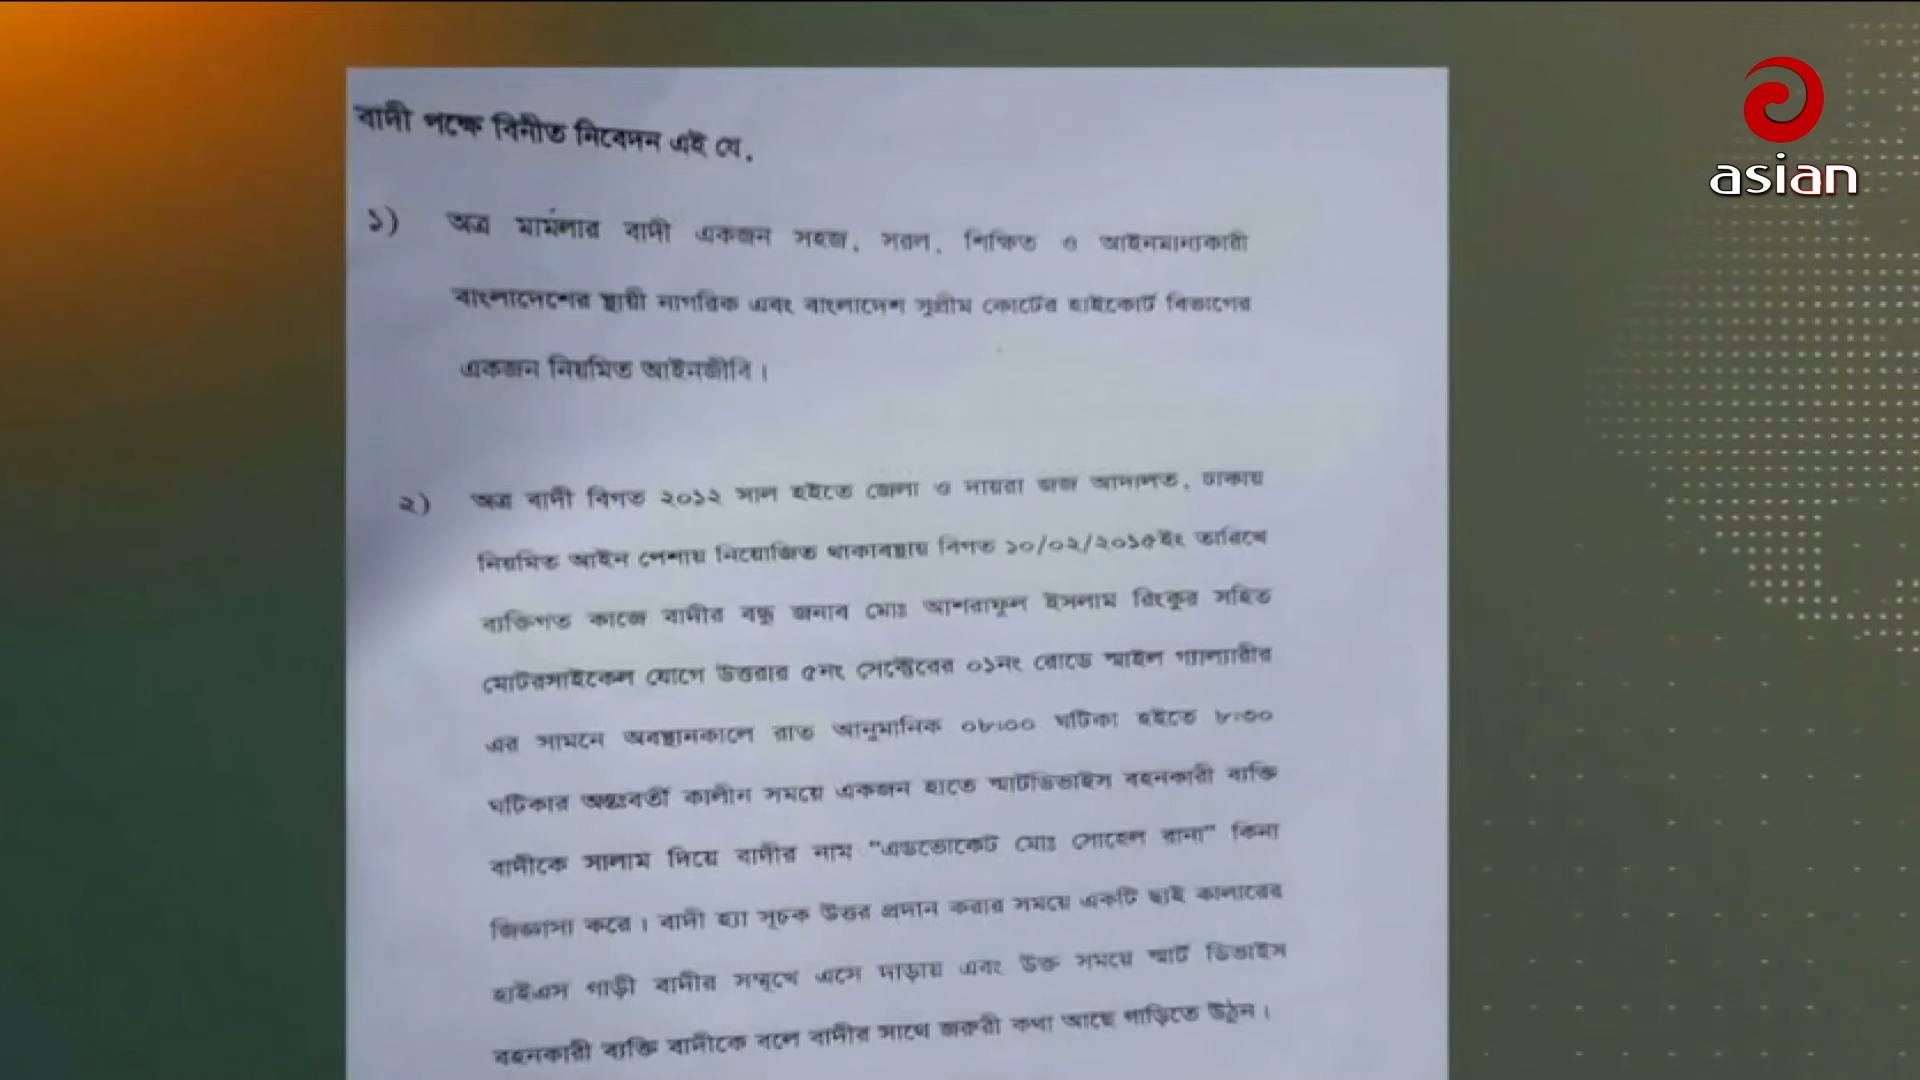 বাদী পক্ষে বিনীত নিবেদন এই যে,
asian
১) অত্র মামলার বাদী একজন সহজ, সরল, শিক্ষিত ও আইনমান্যকারী
বাংলাদেশের স্থায়ী নাগরিক এবং বাংলাদেশ সুপ্রীম কোর্টের হাইকোর্ট বিভাগের
একজন নিয়মিত আইনজীবি।
২) অত্র বাদী বিগত ২০১২ সাল হইতে জেলা ও দায়রা জজ আদালত, ঢাকায়
নিয়মিত আইন পেশায় নিয়োজিত থাকাবস্থায় বিগত ১০/০২/২০১৫ইং তারিখে
ব্যক্তিগত কাজে বাদীর বন্ধু জনাব মোঃ আশরাফুল ইসলাম রিংকুর সহিত
মোটরসাইকেল যোগে উত্তরার ৫নং সেক্টেরের ০১নং রোডে স্মাইল গ্যালারীর
এর সামনে অবস্থানকালে রাত আনুমানিক ০৮:০০ ঘটিকা হইতে ৮:৩০
ঘটিকার অন্তঃবর্তী কালীন সময়ে একজন হাতে স্মার্টডিভাইস বহনকারী ব্যক্তি
বাদীকে সালাম দিয়ে বাদীর নাম "এডভোকেট মোঃ সোহেল রানা" কিনা
জিজ্ঞাসা করে। বাদী হ্যা সূচক উত্তর প্রদান করার সময়ে একটি ছাই কালারের
হাইএস গাড়ী বাদীর সম্মূখে এসে দাড়ায় এবং উক্ত সময়ে স্মার্ট ডিভাইস
বহনকারী ব্যক্তি বাদীকে বলে বাদীর সাথে জরুরী কথা আছে গাড়িতে উঠুন।